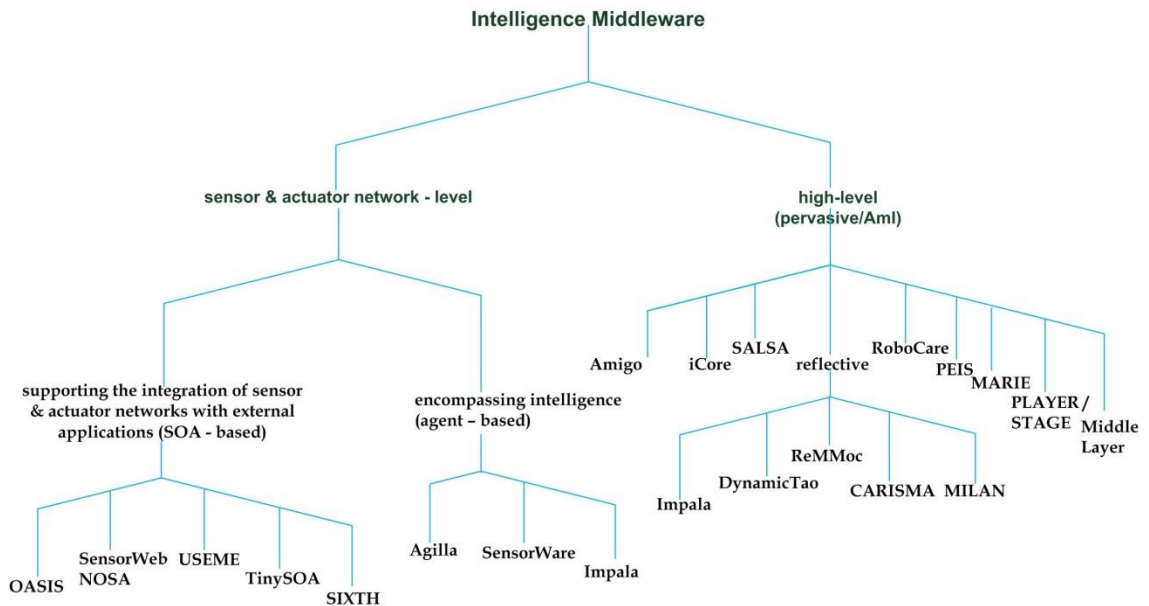 Intelligence Middleware
sensor & actuator network - level
high-level
(pervasive/AmI)
supporting the integration of sensor
& actuator networks with external
applications (SOA - based)
encompassing intelligence
(agent – based)
Amigo
iCore
SALSA
reflective
RoboCare
PEIS
MARIE
PLAYER/
STAGE
Middle
Layer
OASIS
SensorWeb
NOSA
USEME
TinySOA
SIXTH
Agilla
SensorWare
Impala
Impala
DynamicTao
ReMMoc
CARISMA
MILAN